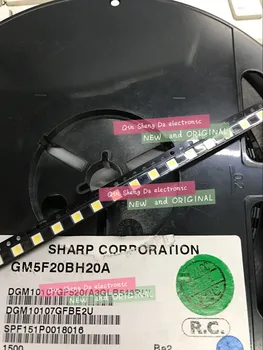 Qin Sheng Da electronic
NEW and ORIGINAL
Qin Sheng Da electronic
NEW and ORIGINAL
SHARP CORPORATION
GM5F20BH20A
DGM10107GFBE2U
SPF151P0018016
R.C.
1500